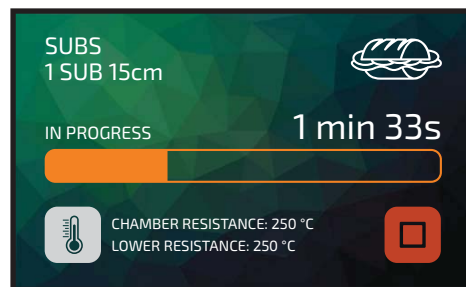 SUBS
1 SUB 15cm
IN PROGRESS
1 min 33s
CHAMBER RESISTANCE: 250 °C
LOWER RESISTANCE: 250 °C